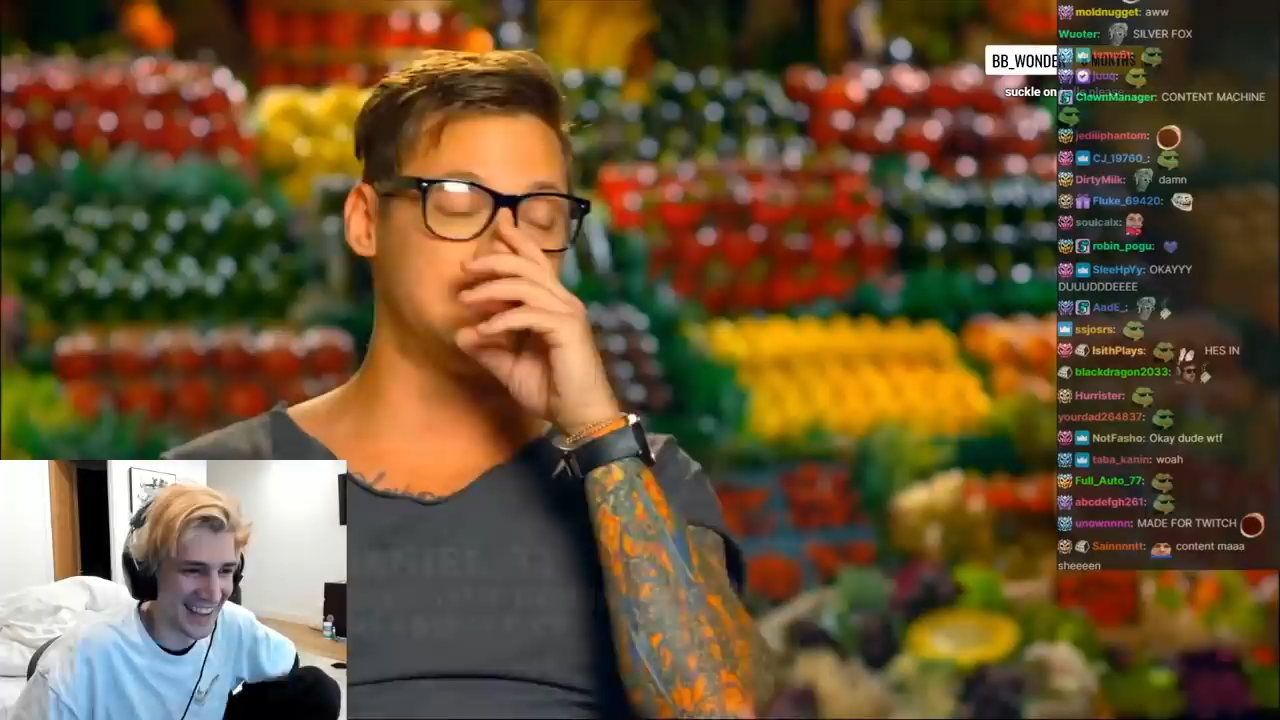 moldnugget: aww
Wuoter: SILVER FOX
BB_WONDE MONTHS
juuq:
suckle on
ClownManager: CONTENT MACHINE
jediiiphantom:
CJ_19760_:
DirtyMilk: damn
Fluke_69420:
soulcalx:
robin_pogu:
SleeHpYy: OKAYYY
DUUUDDDEEEE
AadE_:
ssjosrs:
IsithPlays: HES IN
blackdragon2033:
Hurrister:
yourdad264837:
NotFasho: Okay dude wtf
taba_kanin: woah
Full_Auto_77:
abcdefgh261:
unownnnn: MADE FOR TWITCH
Sainnnntt: content maaa
sheeeen